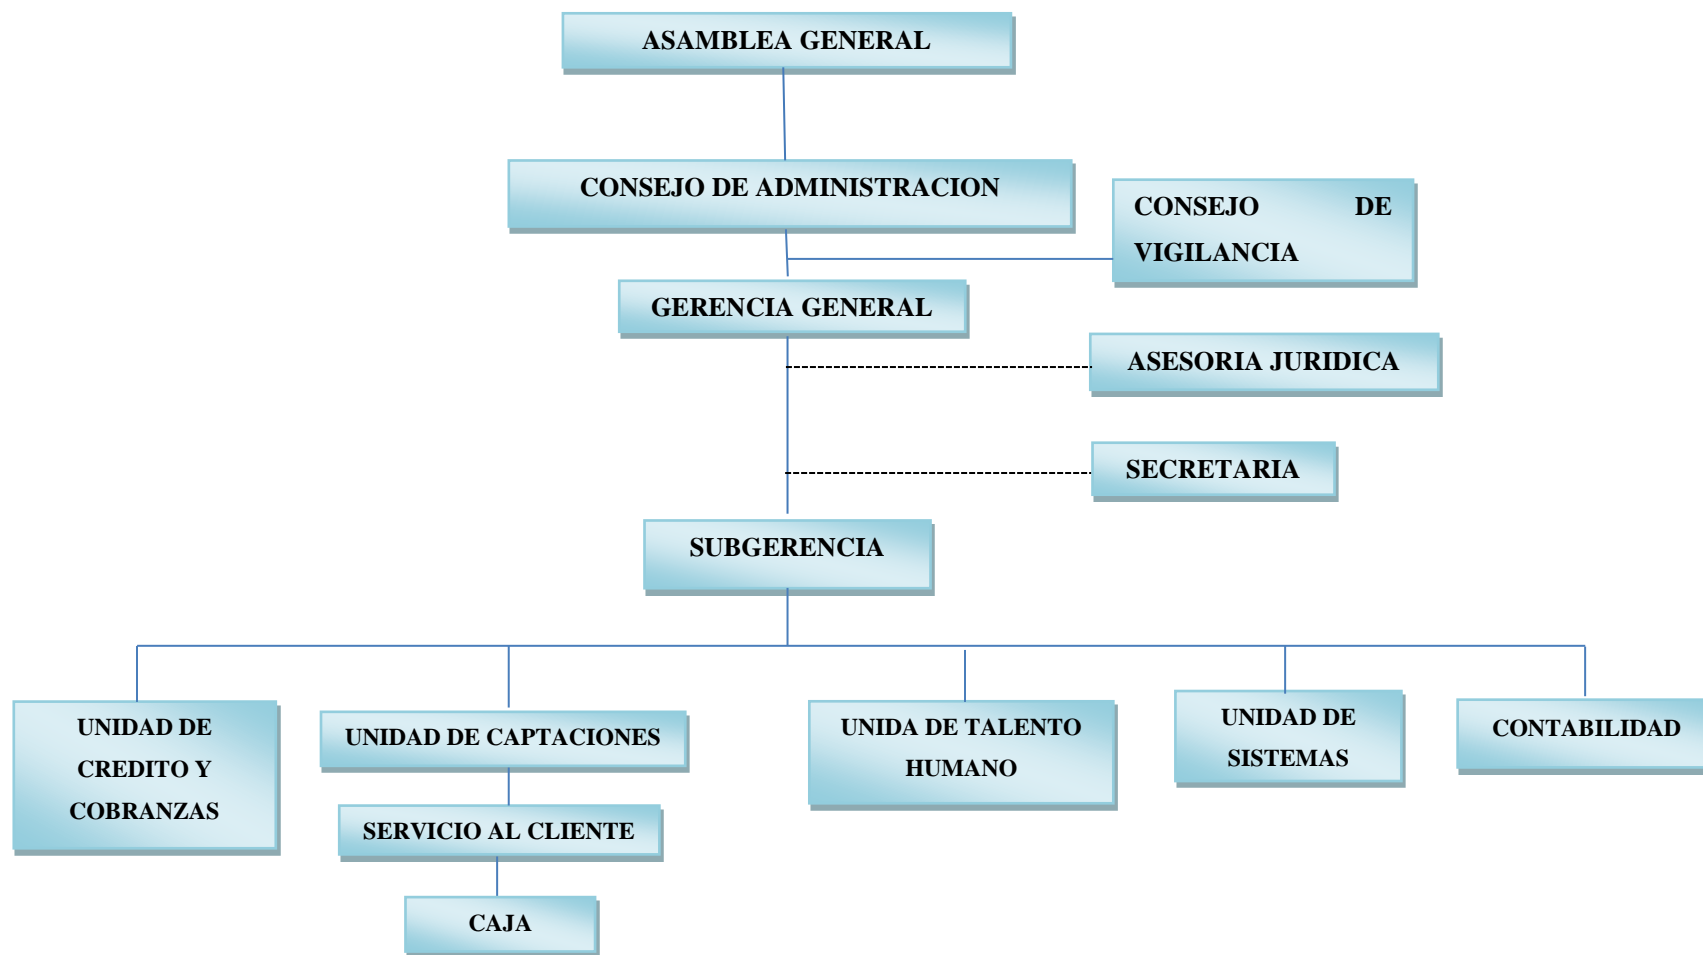 ASAMBLEA GENERAL
CONSEJO DE ADMINISTRACION
CONSEJO DE
VIGILANCIA
GERENCIA GENERAL
ASESORIA JURIDICA
SECRETARIA
SUBGERENCIA
UNIDAD DE
CREDITO Y
COBRANZAS
UNIDAD DE CAPTACIONES
SERVICIO AL CLIENTE
CAJA
UNIDA DE TALENTO
HUMANO
UNIDAD DE
SISTEMAS
CONTABILIDAD